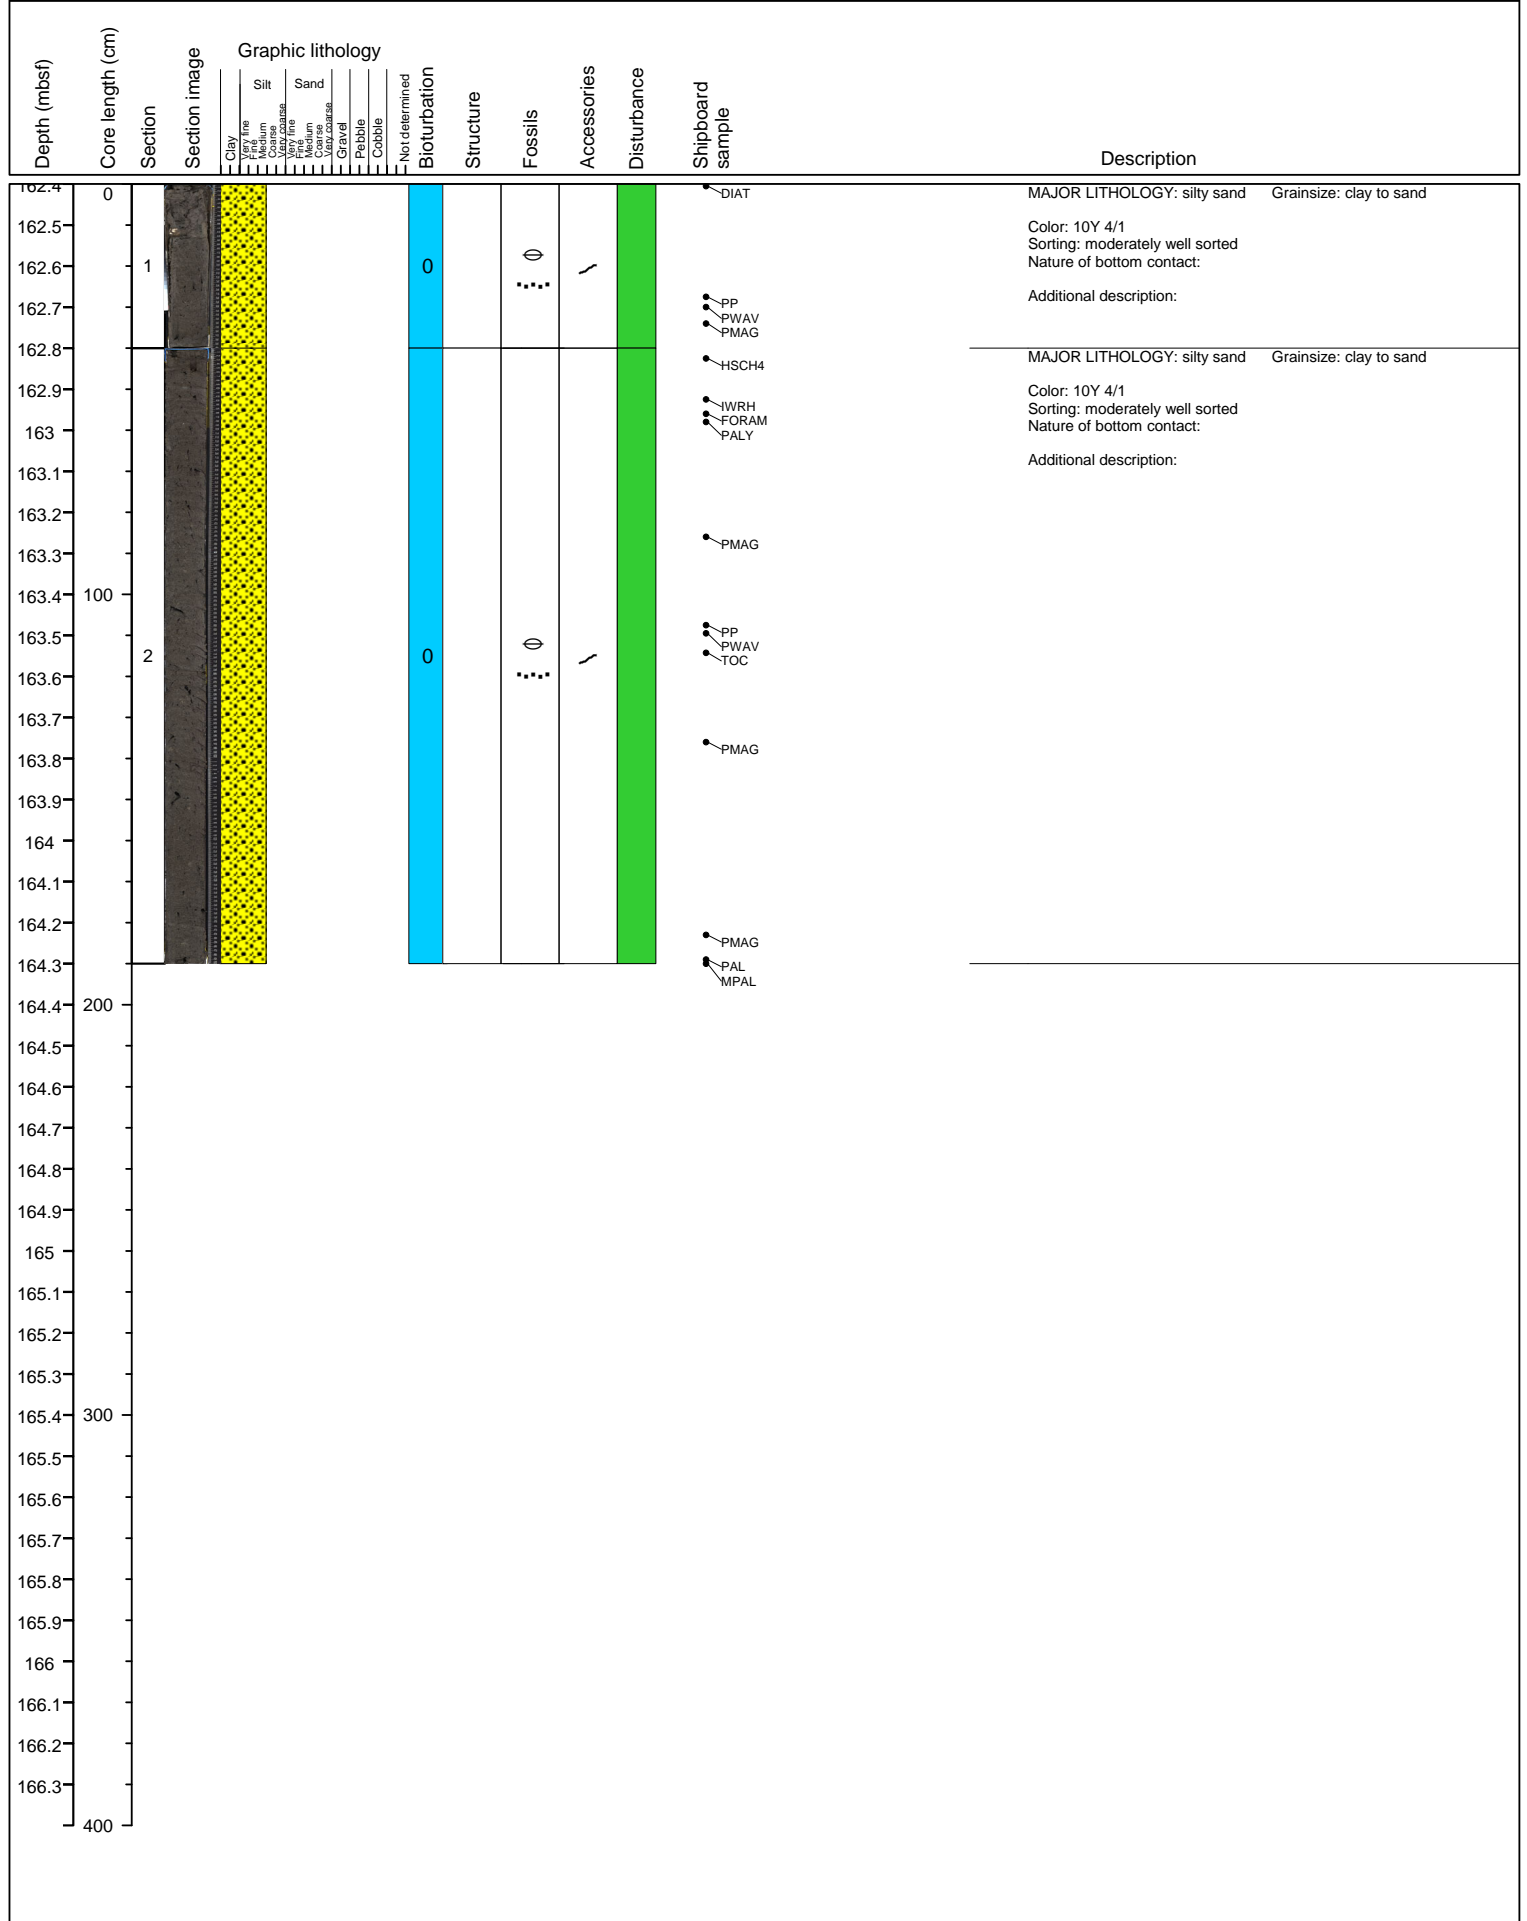 Depth (mbsf)
Core length (cm)
Section
Section image
Graphic lithology
Clay
Silt
Very fine
Fine
Medium
Coarse
Very coarse
Sand
Very fine
Fine
Medium
Coarse
Very coarse
Gravel
Pebble
Cobble
Not determined
Bioturbation
Structure
Fossils
Accessories
Disturbance
Shipboard
sample
Description
162.4
162.5
162.6
162.7
162.8
162.9
163
163.1
163.2
163.3
163.4
163.5
163.6
163.7
163.8
163.9
164
164.1
164.2
164.3
164.4
164.5
164.6
164.7
164.8
164.9
165
165.1
165.2
165.3
165.4
165.5
165.6
165.7
165.8
165.9
166
166.1
166.2
166.3
0
100
200
300
400
1
2
0
0
DIAT
PP
PWAV
PMAG
HSCH4
IWRH
FORAM
PALY
PMAG
PP
PWAV
TOC
PMAG
PMAG
PAL
MPAL
MAJOR LITHOLOGY: silty sand Grainsize: clay to sand
Color: 10Y 4/1
Sorting: moderately well sorted
Nature of bottom contact:
Additional description:
MAJOR LITHOLOGY: silty sand Grainsize: clay to sand
Color: 10Y 4/1
Sorting: moderately well sorted
Nature of bottom contact:
Additional description: